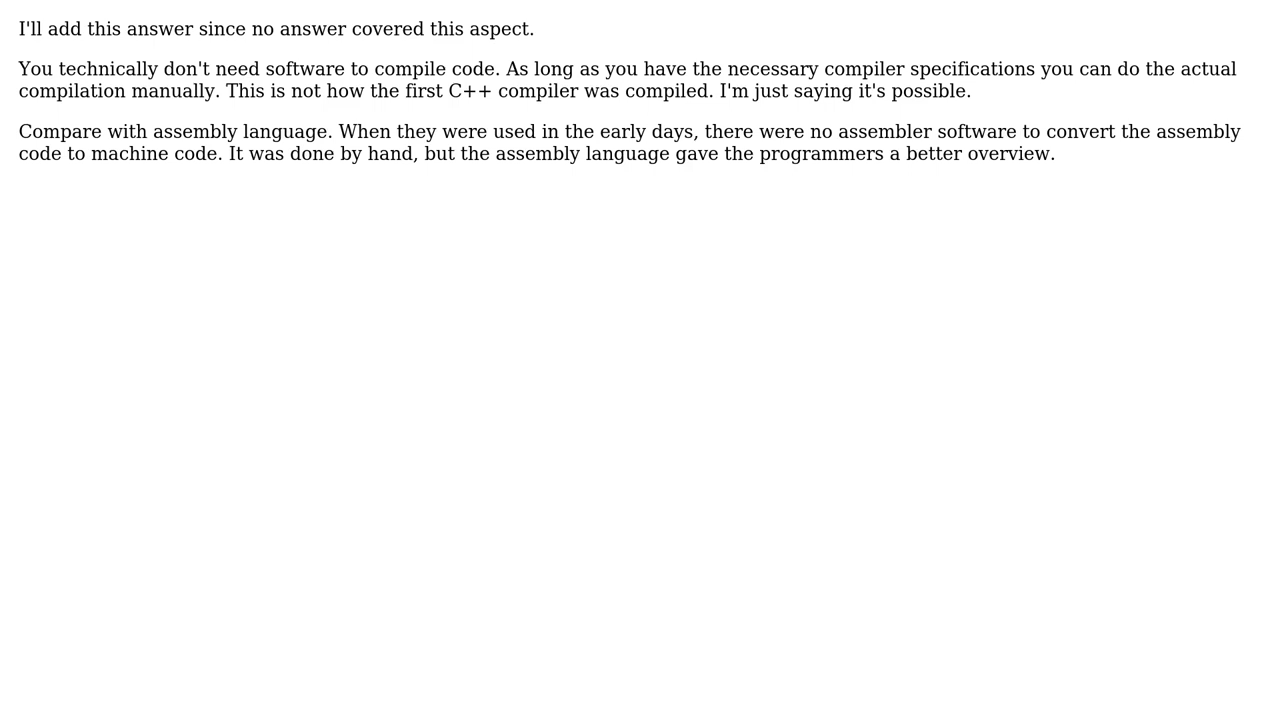 I'll add this answer since no answer covered this aspect.
You technically don't need software to compile code. As long as you have the necessary compiler specifications you can do the actual
compilation manually. This is not how the first C++ compiler was compiled. I'm just saying it's possible.
Compare with assembly language. When they were used in the early days, there were no assembler software to convert the assembly
code to machine code. It was done by hand, but the assembly language gave the programmers a better overview.